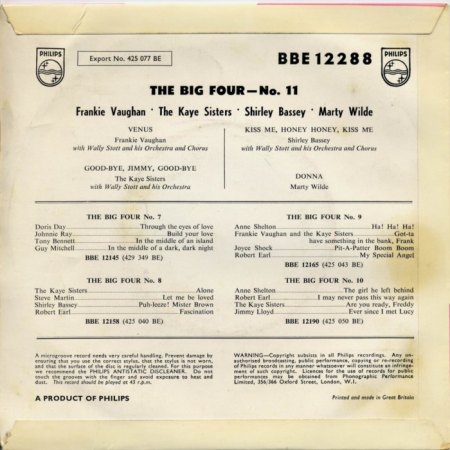 PHILIPS
Export No. 425 077 BE
BBE 12288
PHILIPS
THE BIG FOUR—No. 11
Frankie Vaughan · The Kaye Sisters · Shirley Bassey · Marty Wilde
VENUS
Frankie Vaughan
with Wally Stott and his Orchestra and Chorus
GOOD-BYE, JIMMY, GOOD-BYE
The Kaye Sisters
with Wally Stott and his Orchestra
KISS ME, HONEY HONEY, KISS ME
Shirley Bassey
with Wally Stott and his Orchestra and Chorus
DONNA
Marty Wilde
THE BIG FOUR No. 7
Doris Day Through the eyes of love
Johnnie Ray Build your love
Tony Bennett In the middle of an island
Guy Mitchell In the middle of a dark, dark night
BBE 12145 (429 349 BE)
THE BIG FOUR No. 9
Anne Shelton Ha! Ha! Ha!
Frankie Vaughan and the Kaye Sisters Got-ta
have something in the bank, Frank
Joyce Shock Pit-A-Patter Boom Boom
Robert Earl My Special Angel
BBE 12165 (425 043 BE)
THE BIG FOUR No. 8
The Kaye Sisters Alone
Steve Martin Let me be loved
Shirley Bassey Puh-leeze! Mister Brown
Robert Earl Fascination
BBE 12158 (425 040 BE)
THE BIG FOUR No. 10
Anne Shelton The girl he left behind
Robert Earl I may never pass this way again
The Kaye Sisters Are you ready, Freddy
Jimmy Lloyd Ever since I met Lucy
BBE 12190 (425 050 BE)
A microgroove record needs very careful handling. Prevent damage by
ensuring that you use the correct stylus, that the stylus is not worn,
and that the surface of the disc is regularly cleaned. For this purpose
we recommend the PHILIPS ANTISTATIC DISCLEANER. Do not
touch the grooves with the finger and avoid exposure to heat and
dust. This record should be played at 45 r.p.m.
WARNING—Copyright subsists in all Philips recordings. Any un-
authorised broadcasting, public performance, copying or re-recording
of Philips records in any manner whatsoever will constitute an infringe-
ment of such copyright. Licences for the use of records for public
performances may be obtained from Phonographic Performance
Limited, 356/366 Oxford Street, London, W.1.
A PRODUCT OF PHILIPS
Printed and made in Great Britain